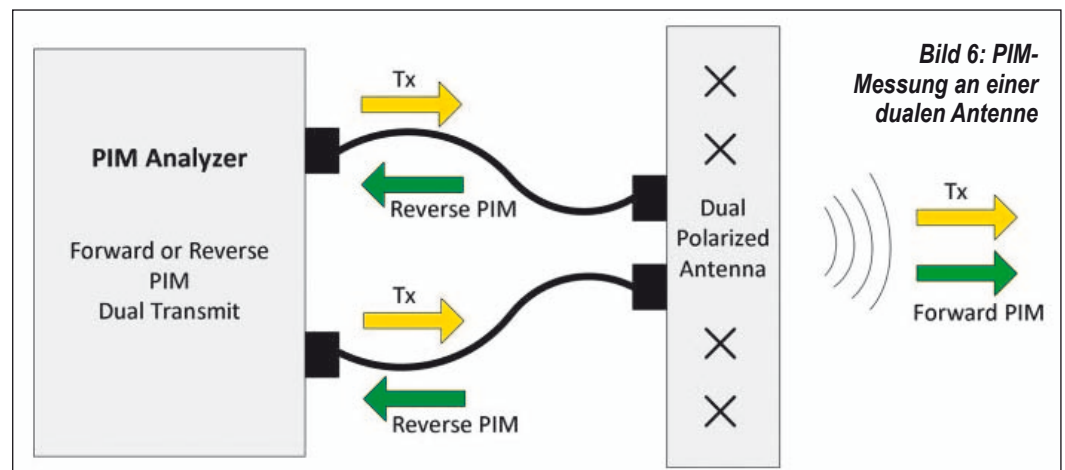 Bild 6: PIM-
Messung an einer
dualen Antenne
PIM Analyzer
Forward or Reverse
PIM
Dual Transmit
Tx
Reverse PIM
Tx
Reverse PIM
Dual
Polarized
Antenna
Tx
Forward PIM